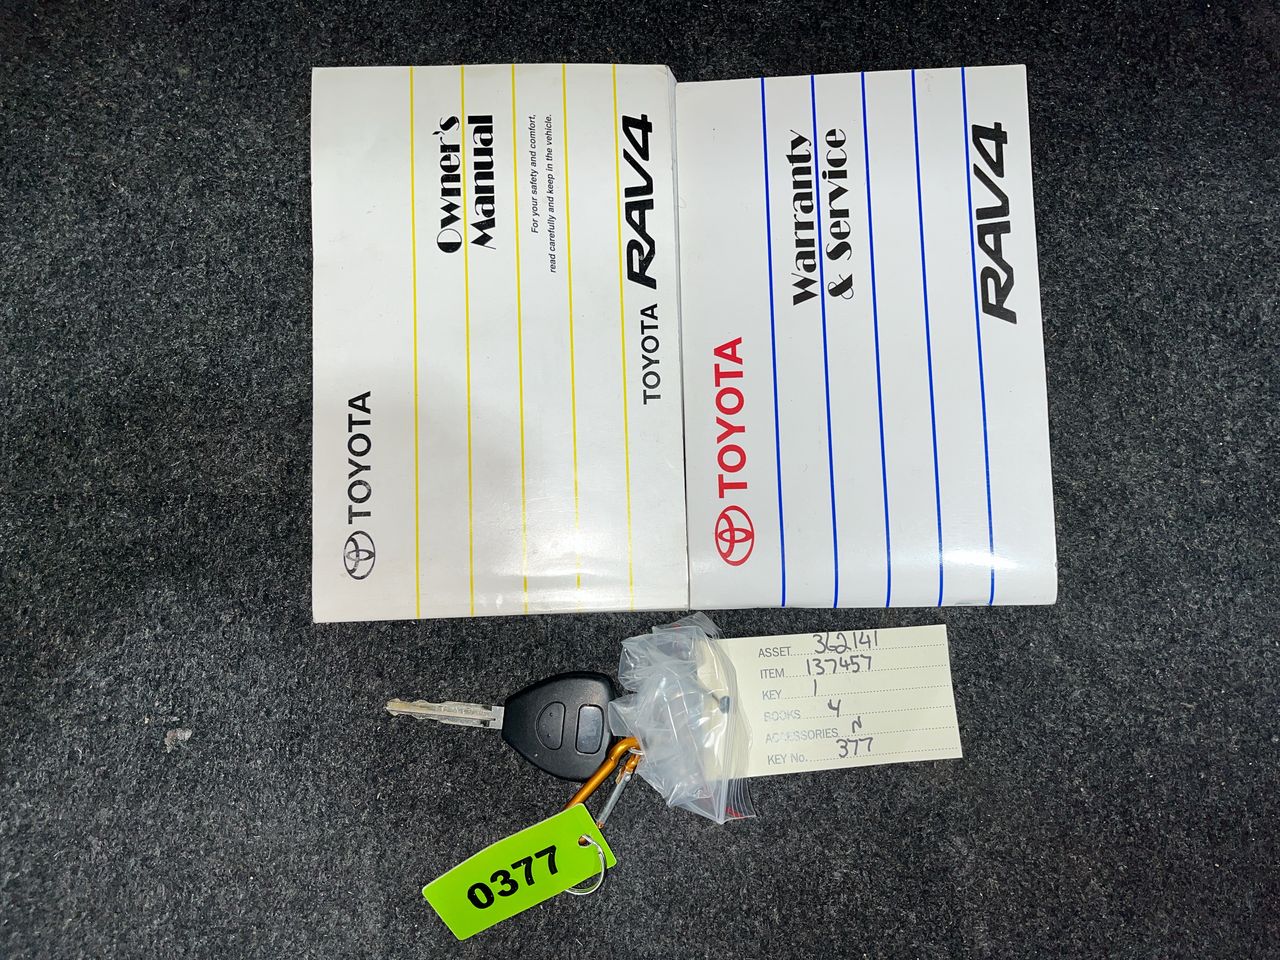 TOYOTA
Owner's
Manual
For your safety and comfort,
read carefully and keep in the vehicle.
TOYOTA RAV4
TOYOTA
Warranty
& Service
RAV4
ASSET 362141
ITEM 137457
KEY 1
BOOKS 4
ACCESSORIES N
KEY No. 377
0377